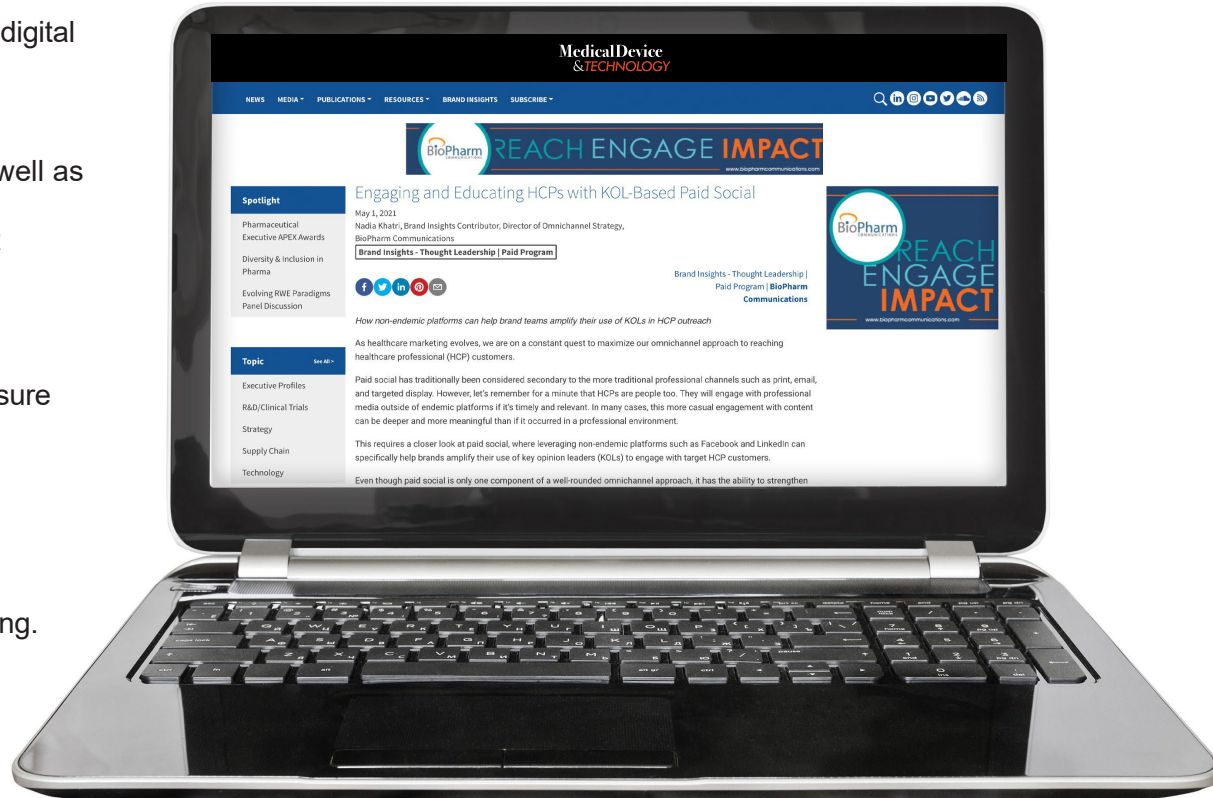 digital
well as
sure
ng.
MedicalDevice
&TECHNOLOGY
NEWS MEDIA PUBLICATIONS RESOURCES BRAND INSIGHTS SUBSCRIBE
BioPharm
COMMUNICATIONS
REACH ENGAGE IMPACT
www.biopharmcommunications.com
Spotlight
Pharmaceutical
Executive APEX Awards
Diversity & Inclusion in
Pharma
Evolving RWE Paradigms
Panel Discussion
Topic See All >
Executive Profiles
R&D/Clinical Trials
Strategy
Supply Chain
Technology
Engaging and Educating HCPs with KOL-Based Paid Social
May 1, 2021
Nadia Khatri, Brand Insights Contributor, Director of Omnichannel Strategy,
BioPharm Communications
Brand Insights - Thought Leadership | Paid Program
Brand Insights - Thought Leadership |
Paid Program | BioPharm
Communications
How non-endemic platforms can help brand teams amplify their use of KOLs in HCP outreach
As healthcare marketing evolves, we are on a constant quest to maximize our omnichannel approach to reaching
healthcare professional (HCP) customers.
Paid social has traditionally been considered secondary to the more traditional professional channels such as print, email,
and targeted display. However, let's remember for a minute that HCPs are people too. They will engage with professional
media outside of endemic platforms if it's timely and relevant. In many cases, this more casual engagement with content
can be deeper and more meaningful than if it occurred in a professional environment.
This requires a closer look at paid social, where leveraging non-endemic platforms such as Facebook and LinkedIn can
specifically help brands amplify their use of key opinion leaders (KOLs) to engage with target HCP customers.
Even though paid social is only one component of a well-rounded omnichannel approach, it has the ability to strengthen
BioPharm
COMMUNICATIONS
REACH
ENGAGE
IMPACT
www.biopharmcommunications.com